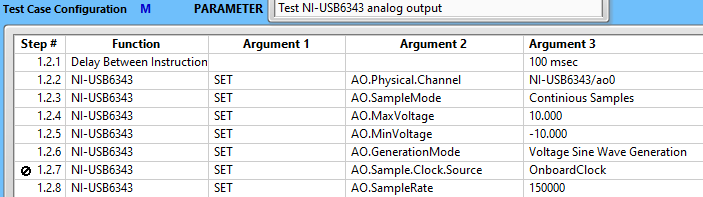 Test Case Configuration M PARAMETER Test NI-USB6343 analog output
Step # Function Argument 1 Argument 2 Argument 3
1.2.1 Delay Between Instruction 100 msec
1.2.2 NI-USB6343 SET AO.Physical.Channel NI-USB6343/ao0
1.2.3 NI-USB6343 SET AO.SampleMode Continious Samples
1.2.4 NI-USB6343 SET AO.MaxVoltage 10.000
1.2.5 NI-USB6343 SET AO.MinVoltage -10.000
1.2.6 NI-USB6343 SET AO.GenerationMode Voltage Sine Wave Generation
1.2.7 NI-USB6343 SET AO.Sample.Clock.Source OnboardClock
1.2.8 NI-USB6343 SET AO.SampleRate 150000